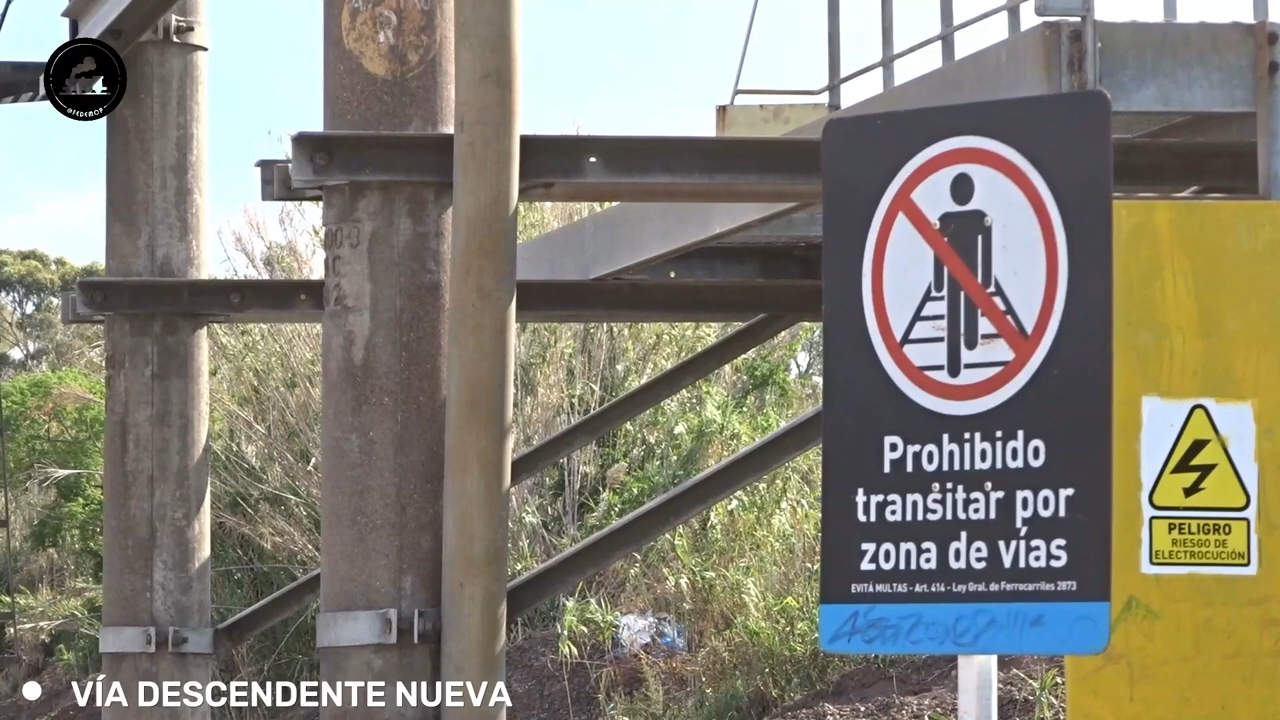 @FEDEMOP
R
Prohibido
transitar por
zona de vías
EVITÁ MULTAS - Art. 414 - Ley Gral. de Ferrocarriles 2873
PELIGRO
RIESGO DE
ELECTROCUCIÓN
VÍA DESCENDENTE NUEVA